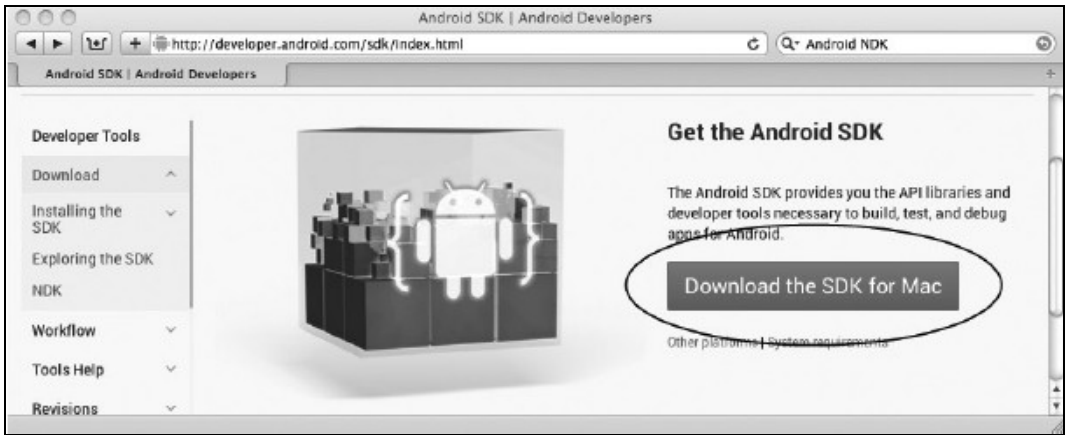 Android SDK | Android Developers
http://developer.android.com/sdk/index.html
Android NDK
Android SDK | Android Developers
Developer Tools
Download
Installing the
SDK
Exploring the SDK
NDK
Workflow
Tools Help
Revisions
Get the Android SDK
The Android SDK provides you the API libraries and
developer tools necessary to build, test, and debug
apps for Android.
Download the SDK for Mac
Other platforms | System requirements